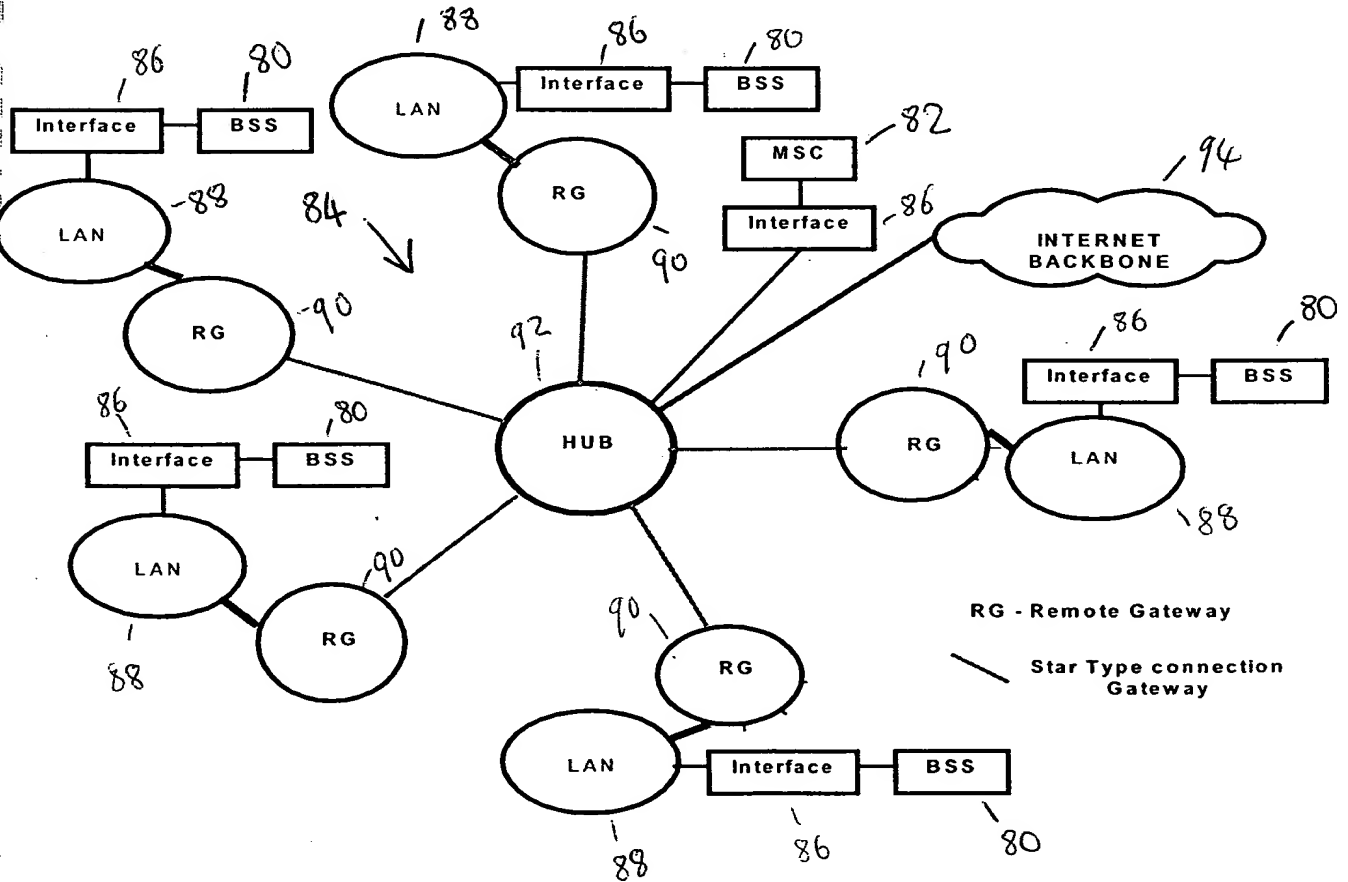 88
86
80
Interface
BSS
LAN
86
80
Interface
BSS
88
LAN
84
RG
90
82
MSC
Interface
86
94
INTERNET
BACKBONE
RG
90
92
HUB
86
80
Interface
BSS
90
RG
LAN
88
86
80
Interface
BSS
LAN
88
90
RG
90
RG
LAN
Interface
BSS
88
86
80
RG - Remote Gateway
Star Type connection
Gateway